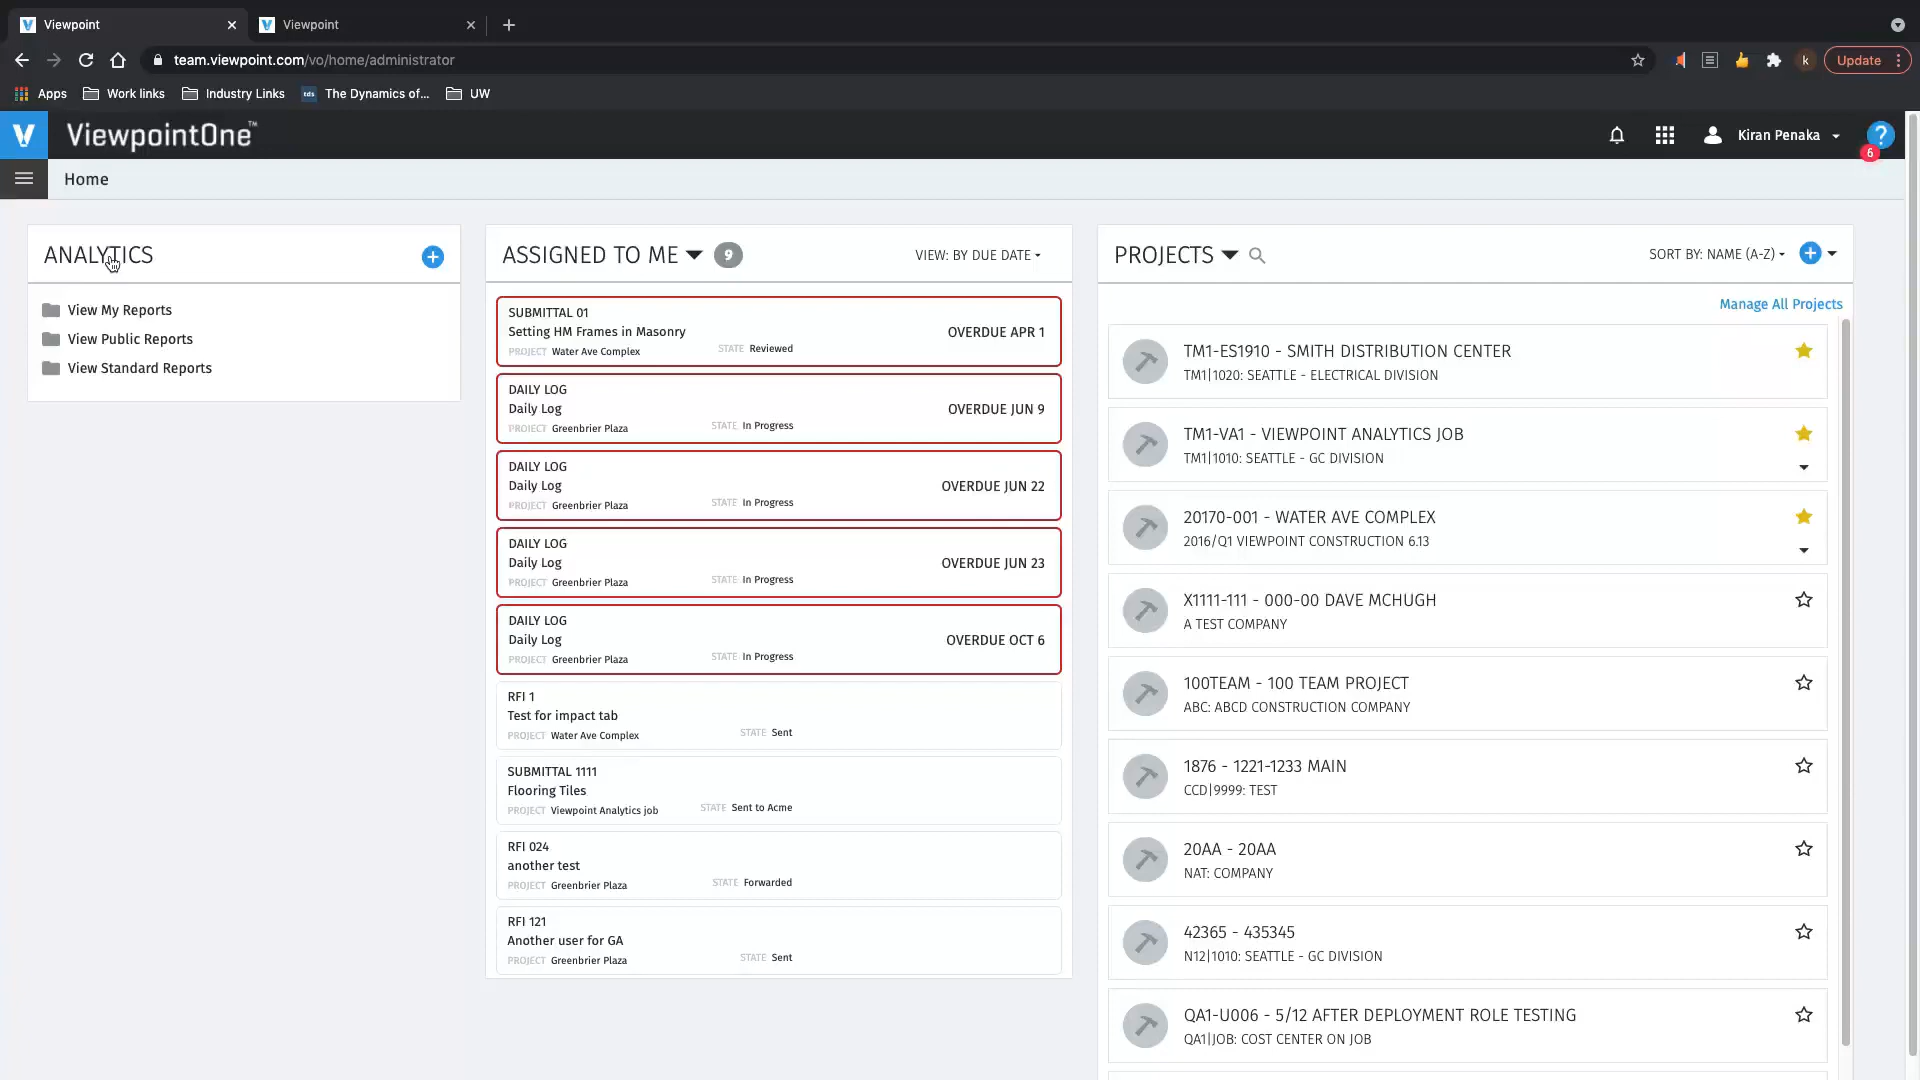 Viewpoint
Viewpoint
team.viewpoint.com/vo/home/administrator
k
Update
Apps
Work links
Industry Links
tds
The Dynamics of...
UW
ViewpointOne™
Kiran Penaka
?
6
Home
ANALYTICS
View My Reports
View Public Reports
View Standard Reports
ASSIGNED TO ME
9
VIEW: BY DUE DATE
SUBMITTAL 01
Setting HM Frames in Masonry
OVERDUE APR 1
PROJECT Water Ave Complex
STATE Reviewed
DAILY LOG
Daily Log
OVERDUE JUN 9
PROJECT Greenbrier Plaza
STATE In Progress
DAILY LOG
Daily Log
OVERDUE JUN 22
PROJECT Greenbrier Plaza
STATE In Progress
DAILY LOG
Daily Log
OVERDUE JUN 23
PROJECT Greenbrier Plaza
STATE In Progress
DAILY LOG
Daily Log
OVERDUE OCT 6
PROJECT Greenbrier Plaza
STATE In Progress
RFI 1
Test for impact tab
PROJECT Water Ave Complex
STATE Sent
SUBMITTAL 1111
Flooring Tiles
PROJECT Viewpoint Analytics job
STATE Sent to Acme
RFI 024
another test
PROJECT Greenbrier Plaza
STATE Forwarded
RFI 121
Another user for GA
PROJECT Greenbrier Plaza
STATE Sent
PROJECTS
SORT BY: NAME (A-Z)
Manage All Projects
TM1-ES1910 - SMITH DISTRIBUTION CENTER
TM1|1020: SEATTLE - ELECTRICAL DIVISION
TM1-VA1 - VIEWPOINT ANALYTICS JOB
TM1|1010: SEATTLE - GC DIVISION
20170-001 - WATER AVE COMPLEX
2016/Q1 VIEWPOINT CONSTRUCTION 6.13
X1111-111 - 000-00 DAVE MCHUGH
A TEST COMPANY
100TEAM - 100 TEAM PROJECT
ABC: ABCD CONSTRUCTION COMPANY
1876 - 1221-1233 MAIN
CCD|9999: TEST
20AA - 20AA
NAT: COMPANY
42365 - 435345
N12|1010: SEATTLE - GC DIVISION
QA1-U006 - 5/12 AFTER DEPLOYMENT ROLE TESTING
QA1|JOB: COST CENTER ON JOB